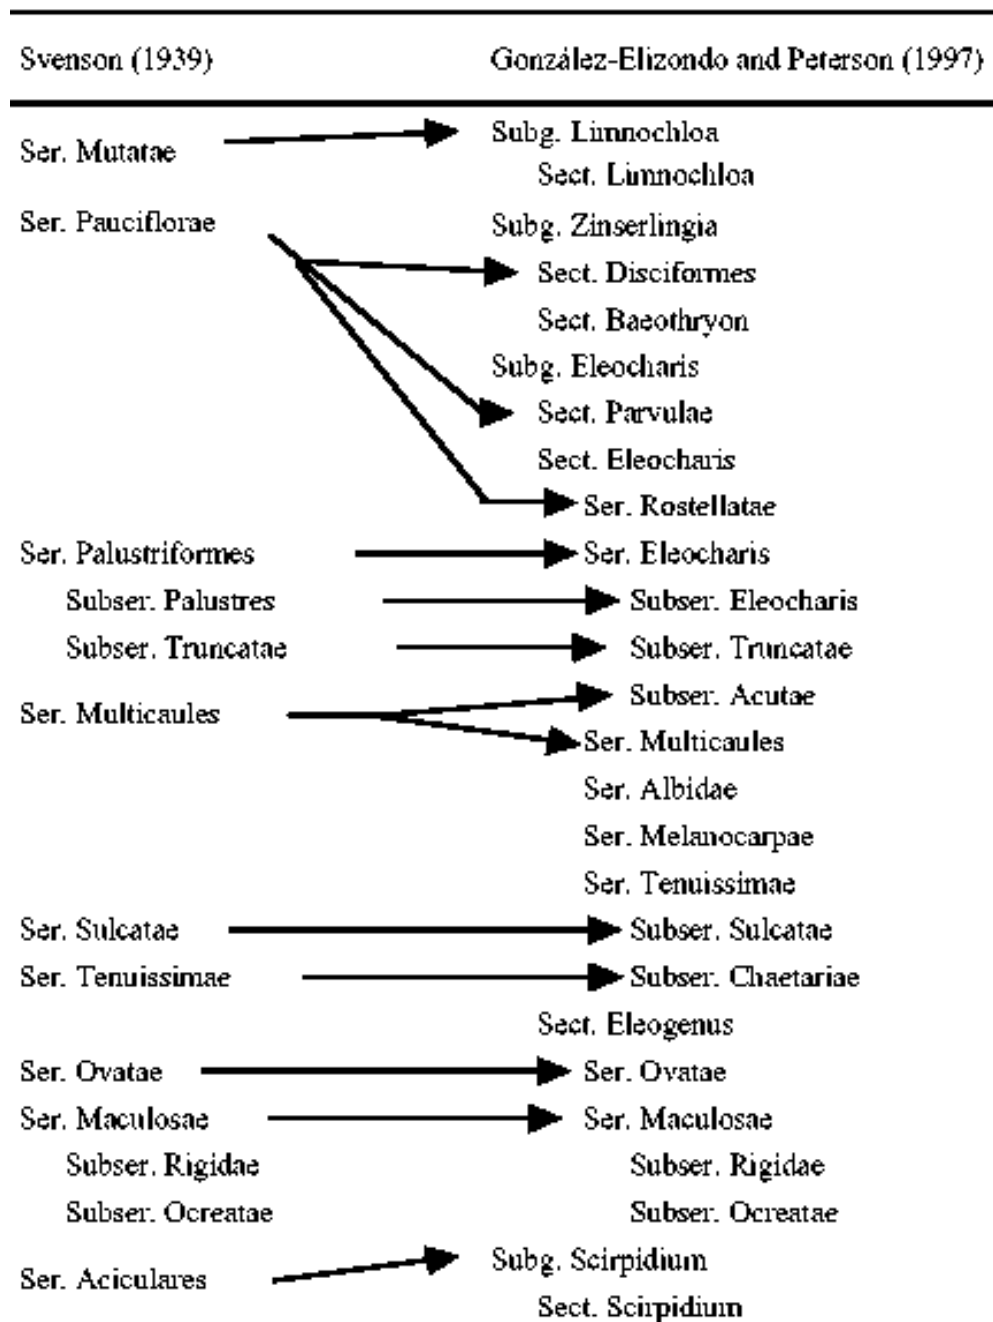 Svenson (1939) González-Elizondo and Peterson (1997)
Ser. Mutatae Subg. Limnochloa
Sect. Limnochloa
Ser. Pauciflorae Subg. Zinserlingia
Sect. Disciformes
Sect. Baeothryon
Subg. Eleocharis
Sect. Parvulae
Sect. Eleocharis
Ser. Rostellatae
Ser. Palustriformes Ser. Eleocharis
Subser. Palustres Subser. Eleocharis
Subser. Truncatae Subser. Truncatae
Subser. Acutae
Ser. Multicaules Ser. Multicaules
Ser. Albidae
Ser. Melanocarpae
Ser. Tenuissimae
Ser. Sulcatae Subser. Sulcatae
Ser. Tenuissimae Subser. Chaetariae
Sect. Eleogenus
Ser. Ovatae Ser. Ovatae
Ser. Maculosae Ser. Maculosae
Subser. Rigidae Subser. Rigidae
Subser. Ocreatae Subser. Ocreatae
Ser. Aciculares Subg. Scirpidium
Sect. Scirpidium